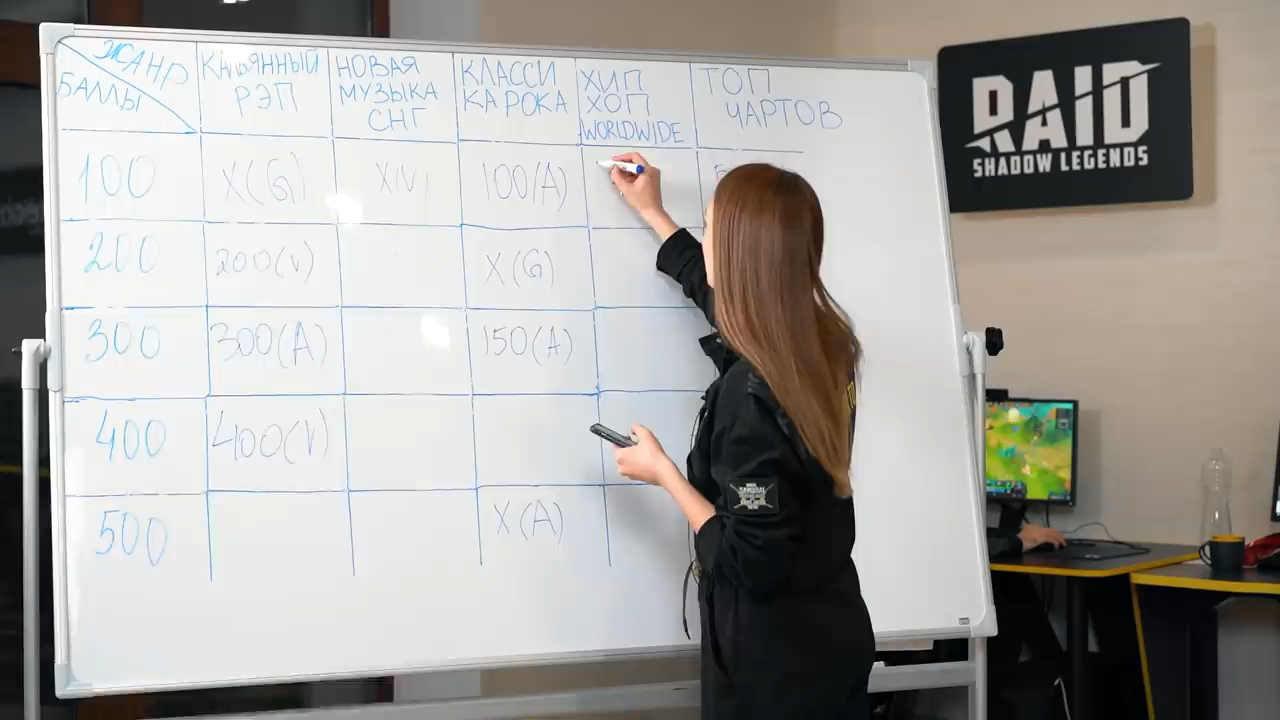 ЖАНР
БАЛЛЫ
КАЛЬЯННЫЙ
РЭП
НОВАЯ
МУЗЫКА
СНГ
КЛАССИ
КА РОКА
ХИП
ХОП
WORLDWIDE
ТОП
ЧАРТОВ
100 X(G) X(V) 100(A)
200 200(V) X(G)
300 300(A) 150(A)
400 400(V)
500 X(A)
RAID
SHADOW LEGENDS